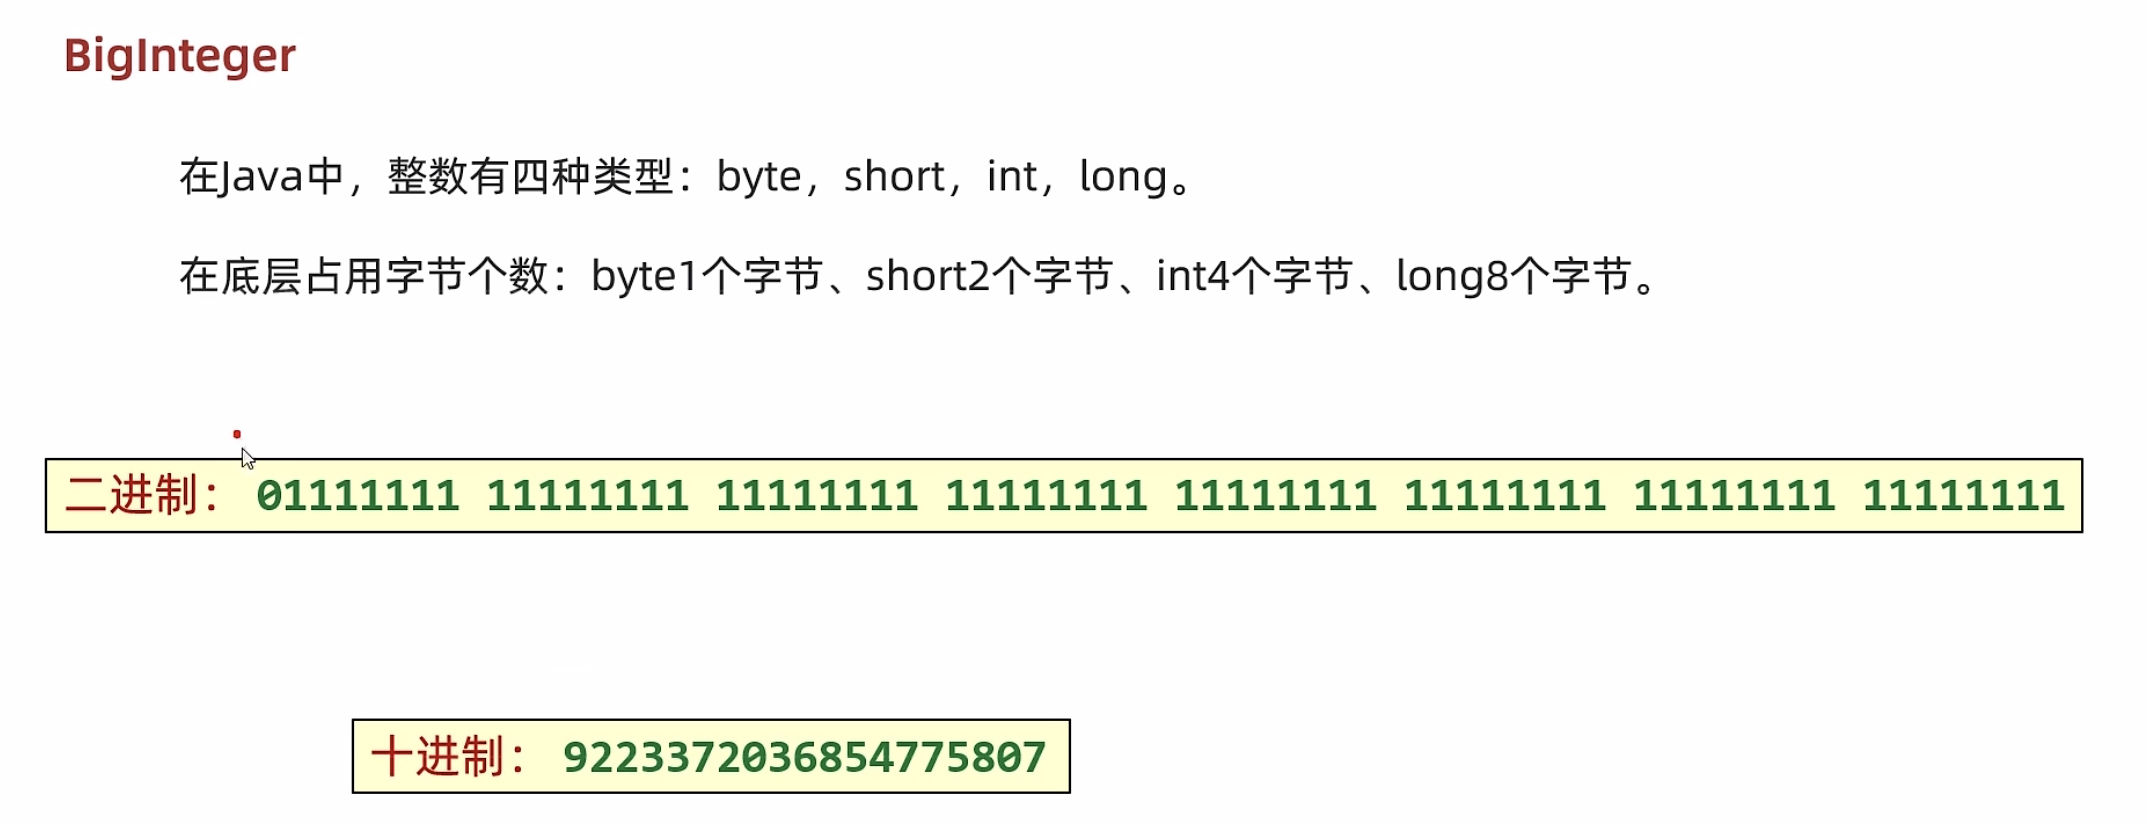 BigInteger
在Java中，整数有四种类型：byte，short，int，long。
在底层占用字节个数：byte1个字节、short2个字节、int4个字节、long8个字节。
二进制： 01111111 11111111 11111111 11111111 11111111 11111111 11111111 11111111
十进制： 9223372036854775807